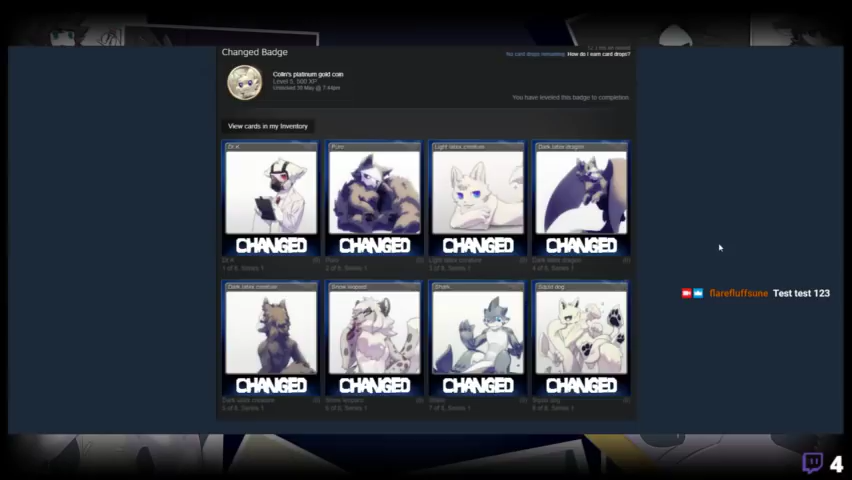 Changed Badge
No card drops remaining How do I earn card drops?
Colin's platinum gold coin
Level 5, 500 XP
Unlocked 30 May @ 7:44pm
You have leveled this badge to completion.
View cards in my Inventory
Dr.K
Puro
Light latex creature
Dark latex dragon
CHANGED
CHANGED
CHANGED
CHANGED
Dr.K
Puro
Light latex creature
Dark latex dragon
1 of 8, Series 1
2 of 8, Series 1
3 of 8, Series 1
4 of 8, Series 1
flarefluffsune Test test 123
Dark latex creature
Snow leopard
Shark
Squid dog
CHANGED
CHANGED
CHANGED
CHANGED
Dark latex creature
Snow leopard
Shark
Squid dog
5 of 8, Series 1
6 of 8, Series 1
7 of 8, Series 1
8 of 8, Series 1
4